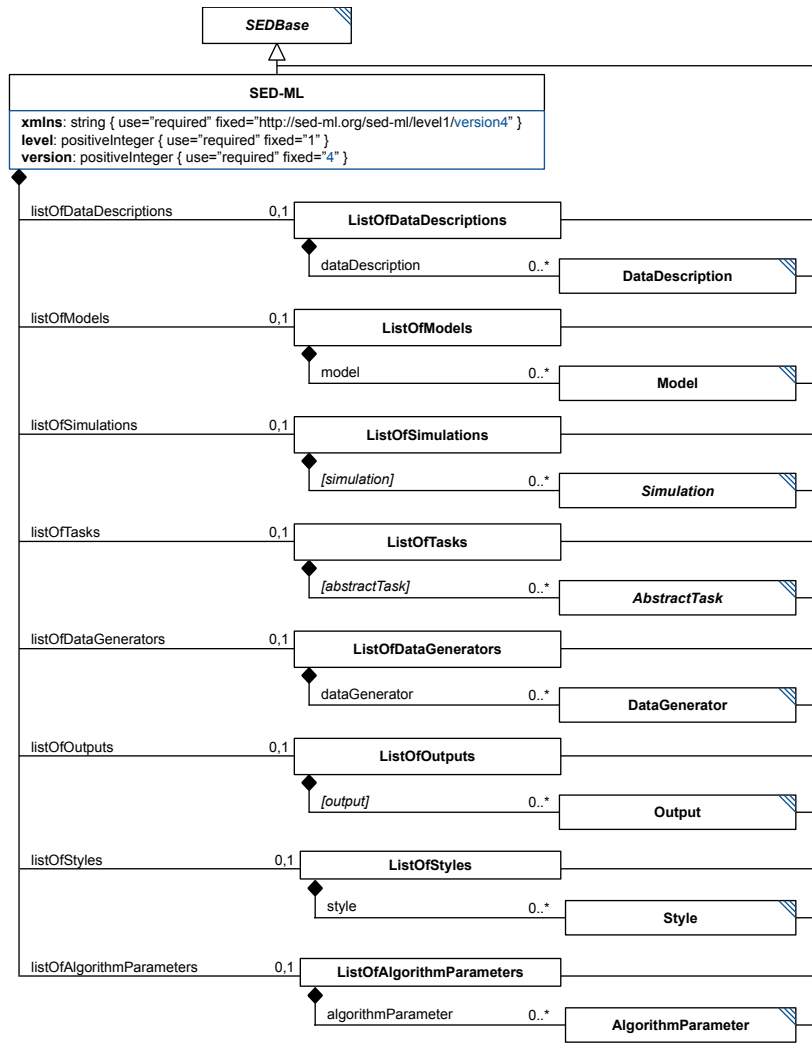 SEDBase
SED-ML
xmlns: string { use=”required” fixed=”http://sed-ml.org/sed-ml/level1/version4” }
level: positiveInteger { use=”required” fixed=”1” }
version: positiveInteger { use=”required” fixed=”4” }
listOfDataDescriptions 0,1 ListOfDataDescriptions
dataDescription 0..* DataDescription
listOfModels 0,1 ListOfModels
model 0..* Model
listOfSimulations 0,1 ListOfSimulations
[simulation] 0..* Simulation
listOfTasks 0,1 ListOfTasks
[abstractTask] 0..* AbstractTask
listOfDataGenerators 0,1 ListOfDataGenerators
dataGenerator 0..* DataGenerator
listOfOutputs 0,1 ListOfOutputs
[output] 0..* Output
listOfStyles 0,1 ListOfStyles
style 0..* Style
listOfAlgorithmParameters 0,1 ListOfAlgorithmParameters
algorithmParameter 0..* AlgorithmParameter